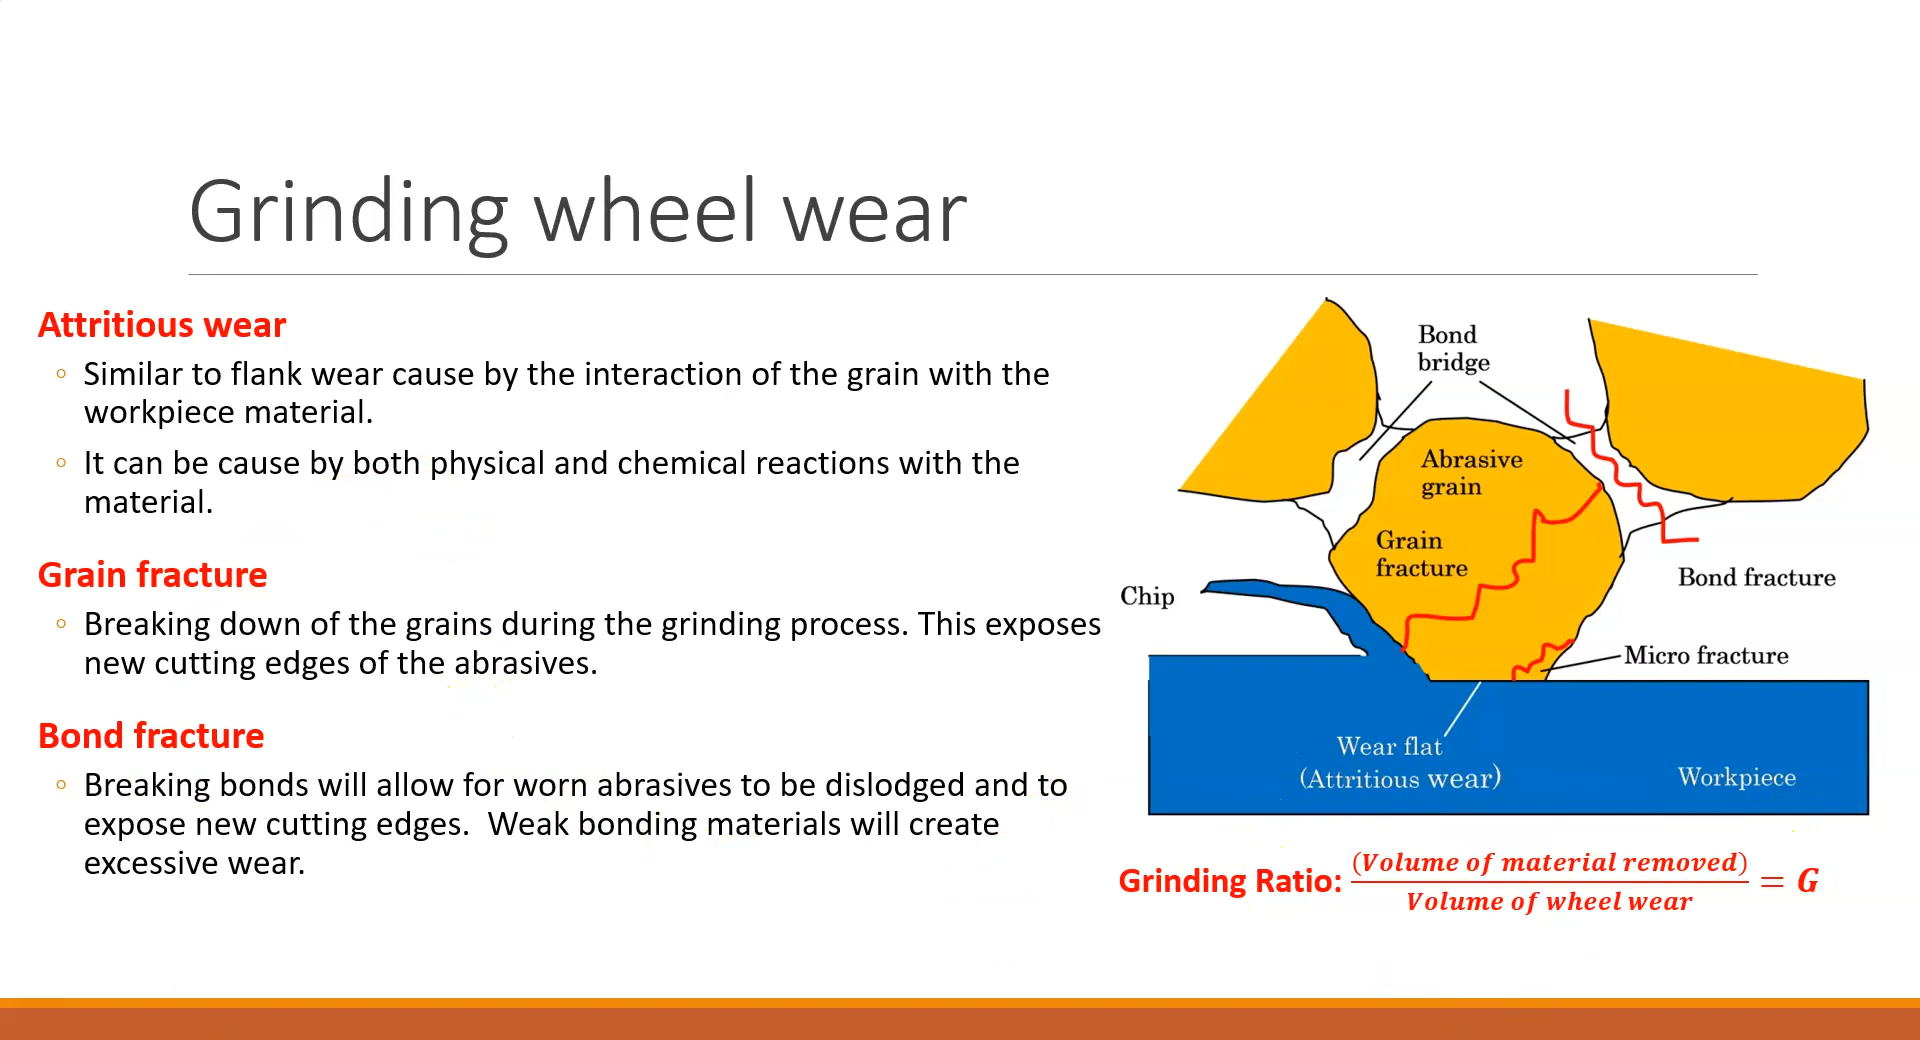 Grinding wheel wear
Attritious wear
◦ Similar to flank wear cause by the interaction of the grain with the
workpiece material.
◦ It can be cause by both physical and chemical reactions with the
material.
Grain fracture
◦ Breaking down of the grains during the grinding process. This exposes
new cutting edges of the abrasives.
Bond fracture
◦ Breaking bonds will allow for worn abrasives to be dislodged and to
expose new cutting edges.  Weak bonding materials will create
excessive wear.
Bond
bridge
Abrasive
grain
Grain
fracture
Chip
Bond fracture
Micro fracture
Wear flat
(Attritious wear)
Workpiece
Grinding Ratio: (Volume of material removed) / Volume of wheel wear = G